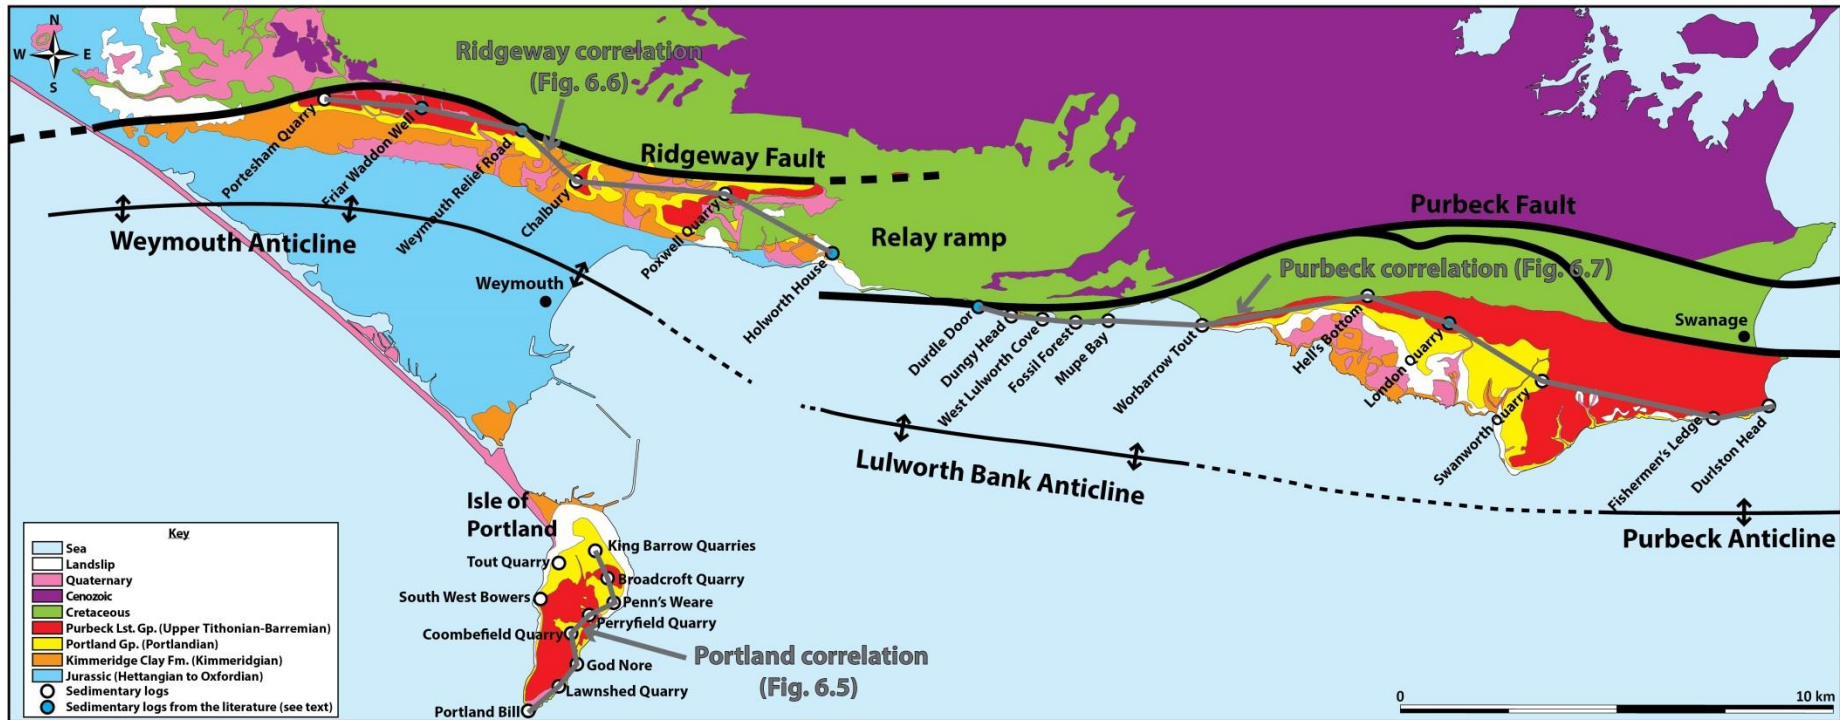 N
W
E
S
Ridgeway correlation
(Fig. 6.6)
Portesham Quarry
Friar Waddon Well
Weymouth Relief Road
Chalbury
Poxwell Quarry
Holworth House
Ridgeway Fault
Relay ramp
Purbeck Fault
Purbeck correlation (Fig. 6.7)
Weymouth Anticline
Weymouth
Durdle Door
Dungy Head
West Lulworth Cove
Fossil Forest
Mupe Bay
Worbarrow Tout
Hell's Bottom
London Quarry
Swanworth Quarry
Fishermen's Ledge
Durlston Head
Swanage
Lulworth Bank Anticline
Purbeck Anticline
Isle of
Portland
King Barrow Quarries
Tout Quarry
Broadcroft Quarry
South West Bowers
Penn's Weare
Perryfield Quarry
Coombefield Quarry
God Nore
Lawnshed Quarry
Portland Bill
Portland correlation
(Fig. 6.5)
Key
Sea
Landslip
Quaternary
Cenozoic
Cretaceous
Purbeck Lst. Gp. (Upper Tithonian-Barremian)
Portland Gp. (Portlandian)
Kimmeridge Clay Fm. (Kimmeridgian)
Jurassic (Hettangian to Oxfordian)
Sedimentary logs
Sedimentary logs from the literature (see text)
0
10 km